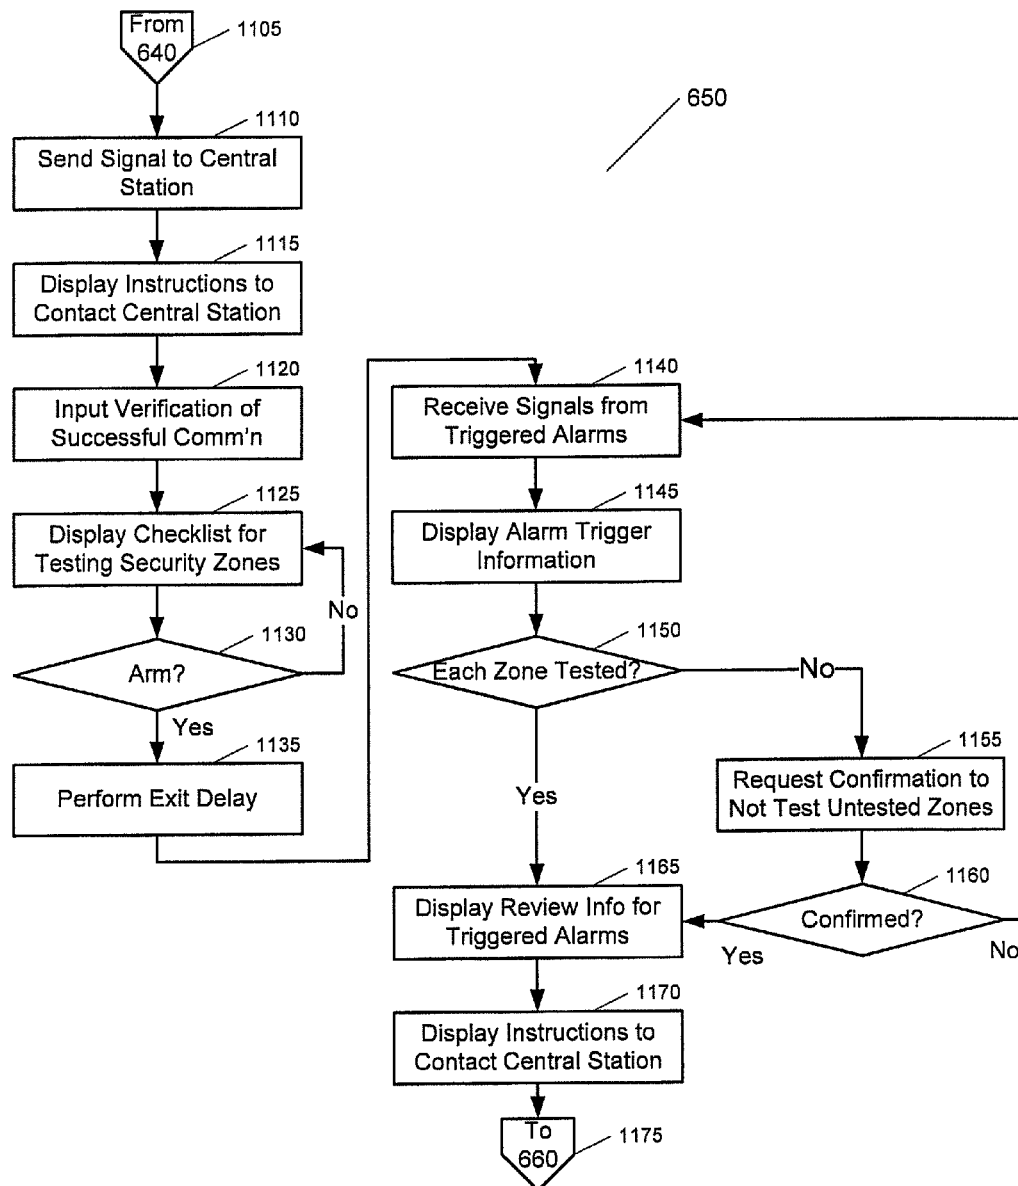 From
640
1105
650
1110
Send Signal to Central
Station
1115
Display Instructions to
Contact Central Station
1120
Input Verification of
Successful Comm'n
1125
Display Checklist for
Testing Security Zones
No
1130
Arm?
Yes
1135
Perform Exit Delay
1140
Receive Signals from
Triggered Alarms
1145
Display Alarm Trigger
Information
1150
Each Zone Tested?
No
Yes
1155
Request Confirmation to
Not Test Untested Zones
1160
Confirmed?
Yes
No
1165
Display Review Info for
Triggered Alarms
1170
Display Instructions to
Contact Central Station
To
660
1175